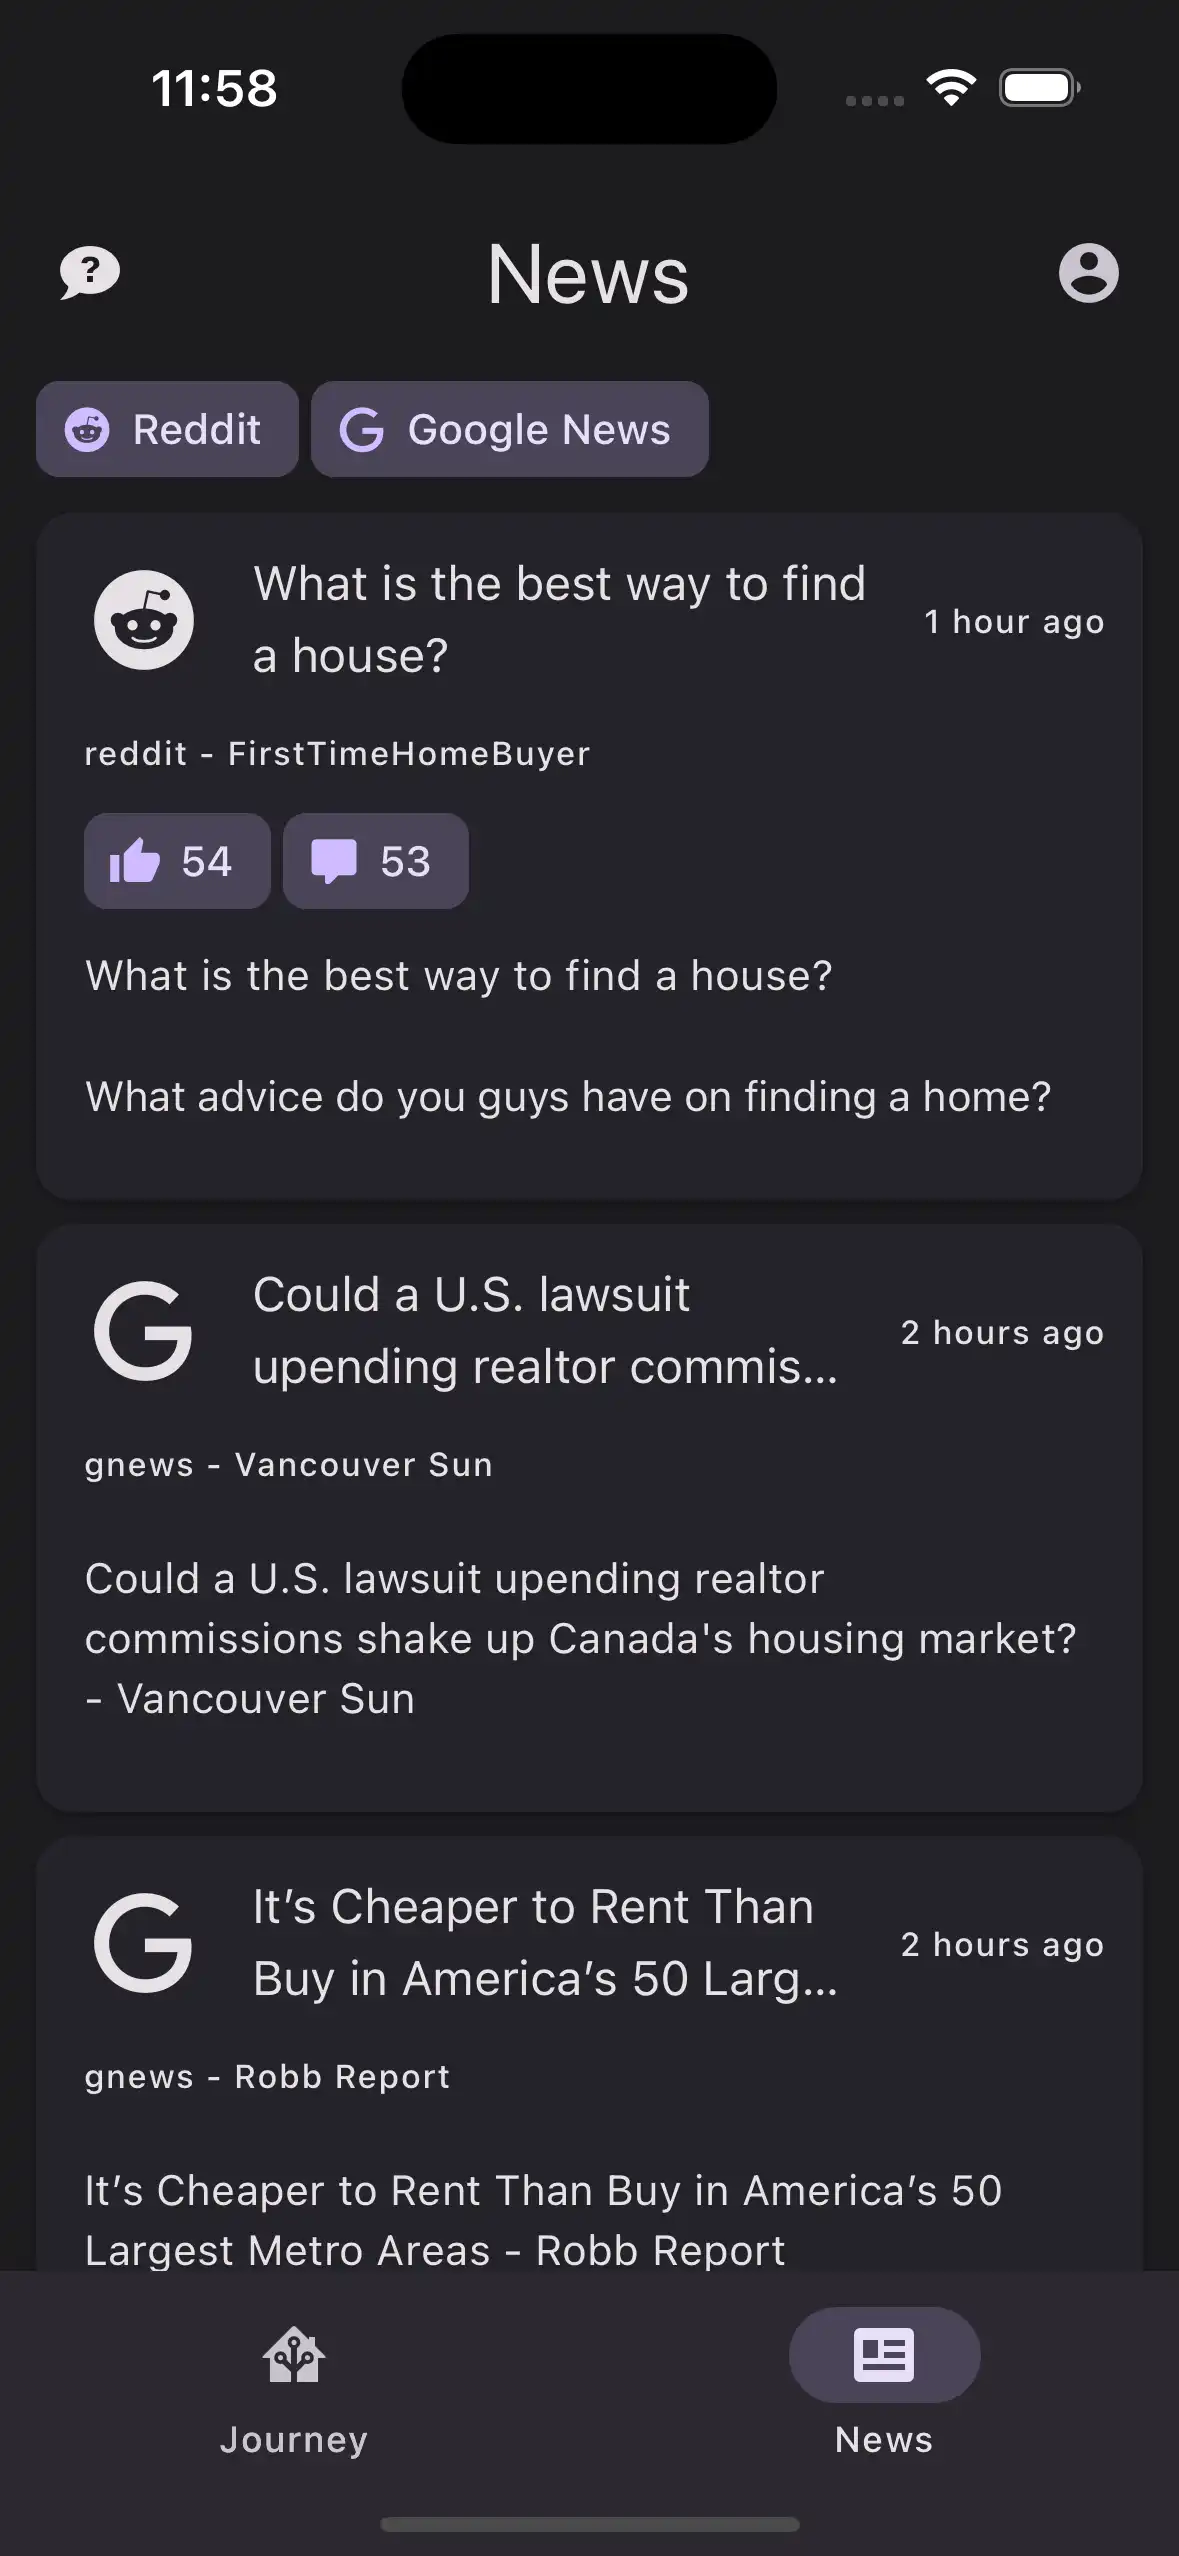 11:58
?
News
Reddit
Google News
What is the best way to find
a house?
1 hour ago
reddit - FirstTimeHomeBuyer
54
53
What is the best way to find a house?
What advice do you guys have on finding a home?
Could a U.S. lawsuit
upending realtor commis...
2 hours ago
gnews - Vancouver Sun
Could a U.S. lawsuit upending realtor
commissions shake up Canada's housing market?
- Vancouver Sun
It’s Cheaper to Rent Than
Buy in America’s 50 Larg...
2 hours ago
gnews - Robb Report
It’s Cheaper to Rent Than Buy in America’s 50
Largest Metro Areas - Robb Report
Journey
News